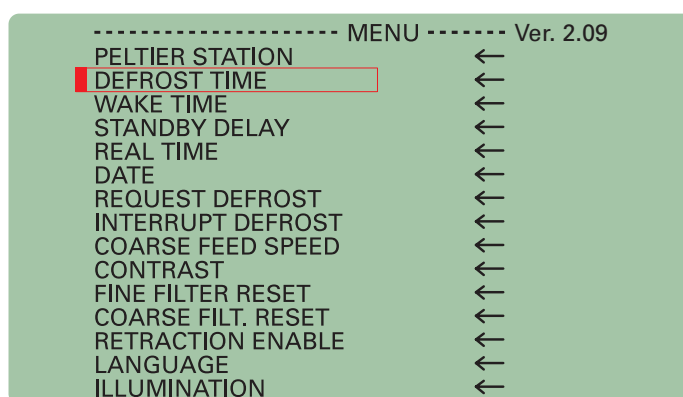 --------------------- MENU ------- Ver. 2.09
PELTIER STATION ←
DEFROST TIME ←
WAKE TIME ←
STANDBY DELAY ←
REAL TIME ←
DATE ←
REQUEST DEFROST ←
INTERRUPT DEFROST ←
COARSE FEED SPEED ←
CONTRAST ←
FINE FILTER RESET ←
COARSE FILT. RESET ←
RETRACTION ENABLE ←
LANGUAGE ←
ILLUMINATION ←